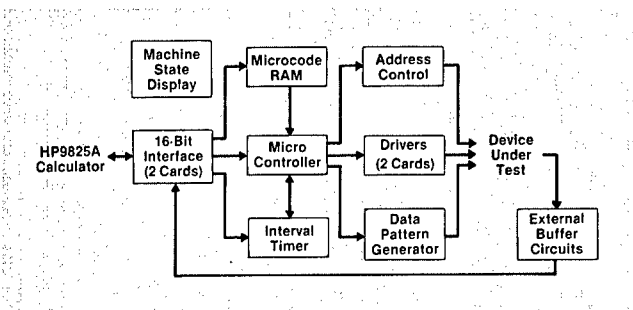 Machine
State
Display
Microcode
RAM
Address
Control
HP9825A
Calculator
16-Bit
Interface
(2 Cards)
Micro
Controller
Drivers
(2 Cards)
Device
Under
Test
Interval
Timer
Data
Pattern
Generator
External
Buffer
Circuits